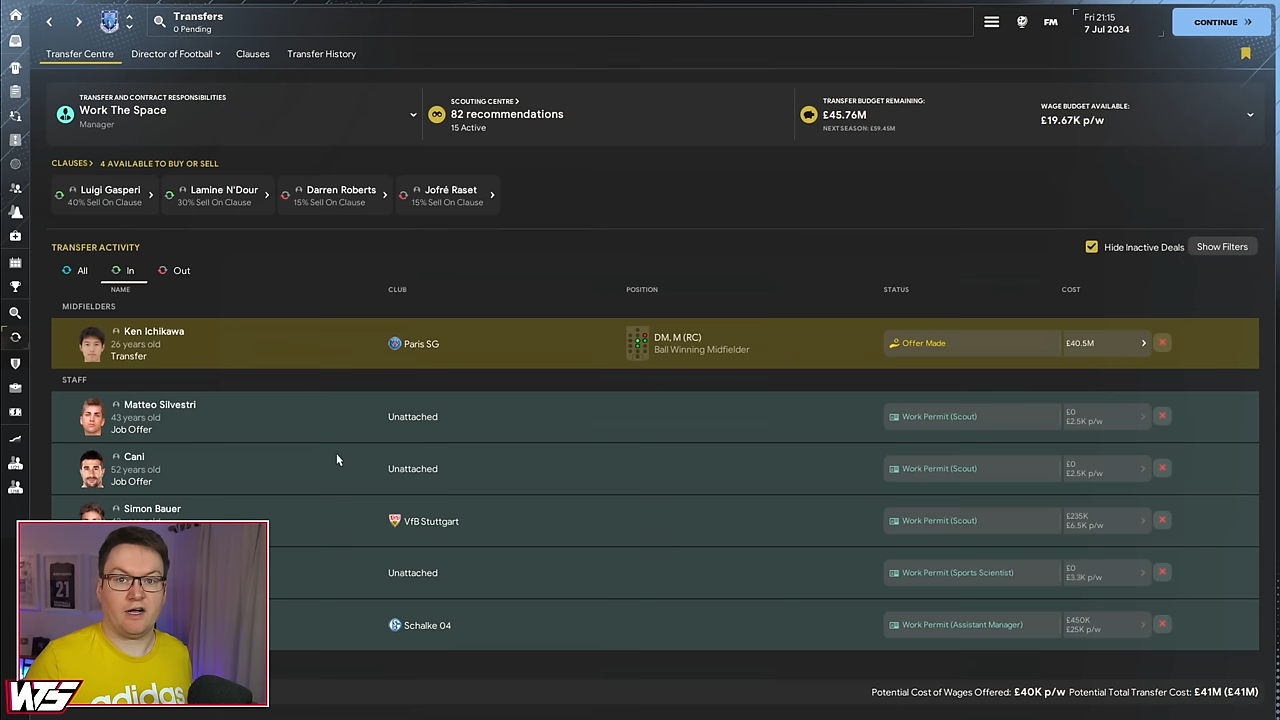 Transfers
0 Pending
FM
Fri 21:15
7 Jul 2034
CONTINUE
Transfer Centre
Director of Football
Clauses
Transfer History
TRANSFER AND CONTRACT RESPONSIBILITIES
Work The Space
Manager
SCOUTING CENTRE >
82 recommendations
15 Active
TRANSFER BUDGET REMAINING:
£45.76M
NEXT SEASON: £59.45M
WAGE BUDGET AVAILABLE:
£19.67K p/w
CLAUSES > 4 AVAILABLE TO BUY OR SELL
Luigi Gasperi
40% Sell On Clause
Lamine N'Dour
30% Sell On Clause
Darren Roberts
15% Sell On Clause
Jofré Raset
15% Sell On Clause
TRANSFER ACTIVITY
Hide Inactive Deals
Show Filters
All
In
Out
NAME
CLUB
POSITION
STATUS
COST
MIDFIELDERS
Ken Ichikawa
26 years old
Transfer
Paris SG
DM, M (RC)
Ball Winning Midfielder
Offer Made
£40.5M
STAFF
Matteo Silvestri
43 years old
Job Offer
Unattached
Work Permit (Scout)
£0
£2.5K p/w
Cani
52 years old
Job Offer
Unattached
Work Permit (Scout)
£0
£2.5K p/w
Simon Bauer
VfB Stuttgart
Work Permit (Scout)
£235K
£6.5K p/w
Unattached
Work Permit (Sports Scientist)
£0
£3.3K p/w
Schalke 04
Work Permit (Assistant Manager)
£450K
£25K p/w
21
adidas
WTS
Potential Cost of Wages Offered: £40K p/w Potential Total Transfer Cost: £41M (£41M)